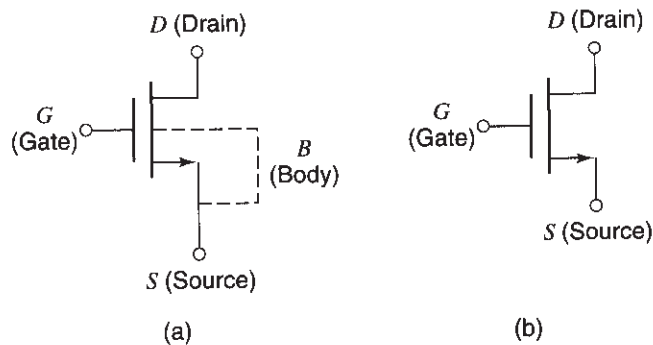 D (Drain)
G
(Gate)
B
(Body)
S (Source)
(a)
D (Drain)
G
(Gate)
S (Source)
(b)